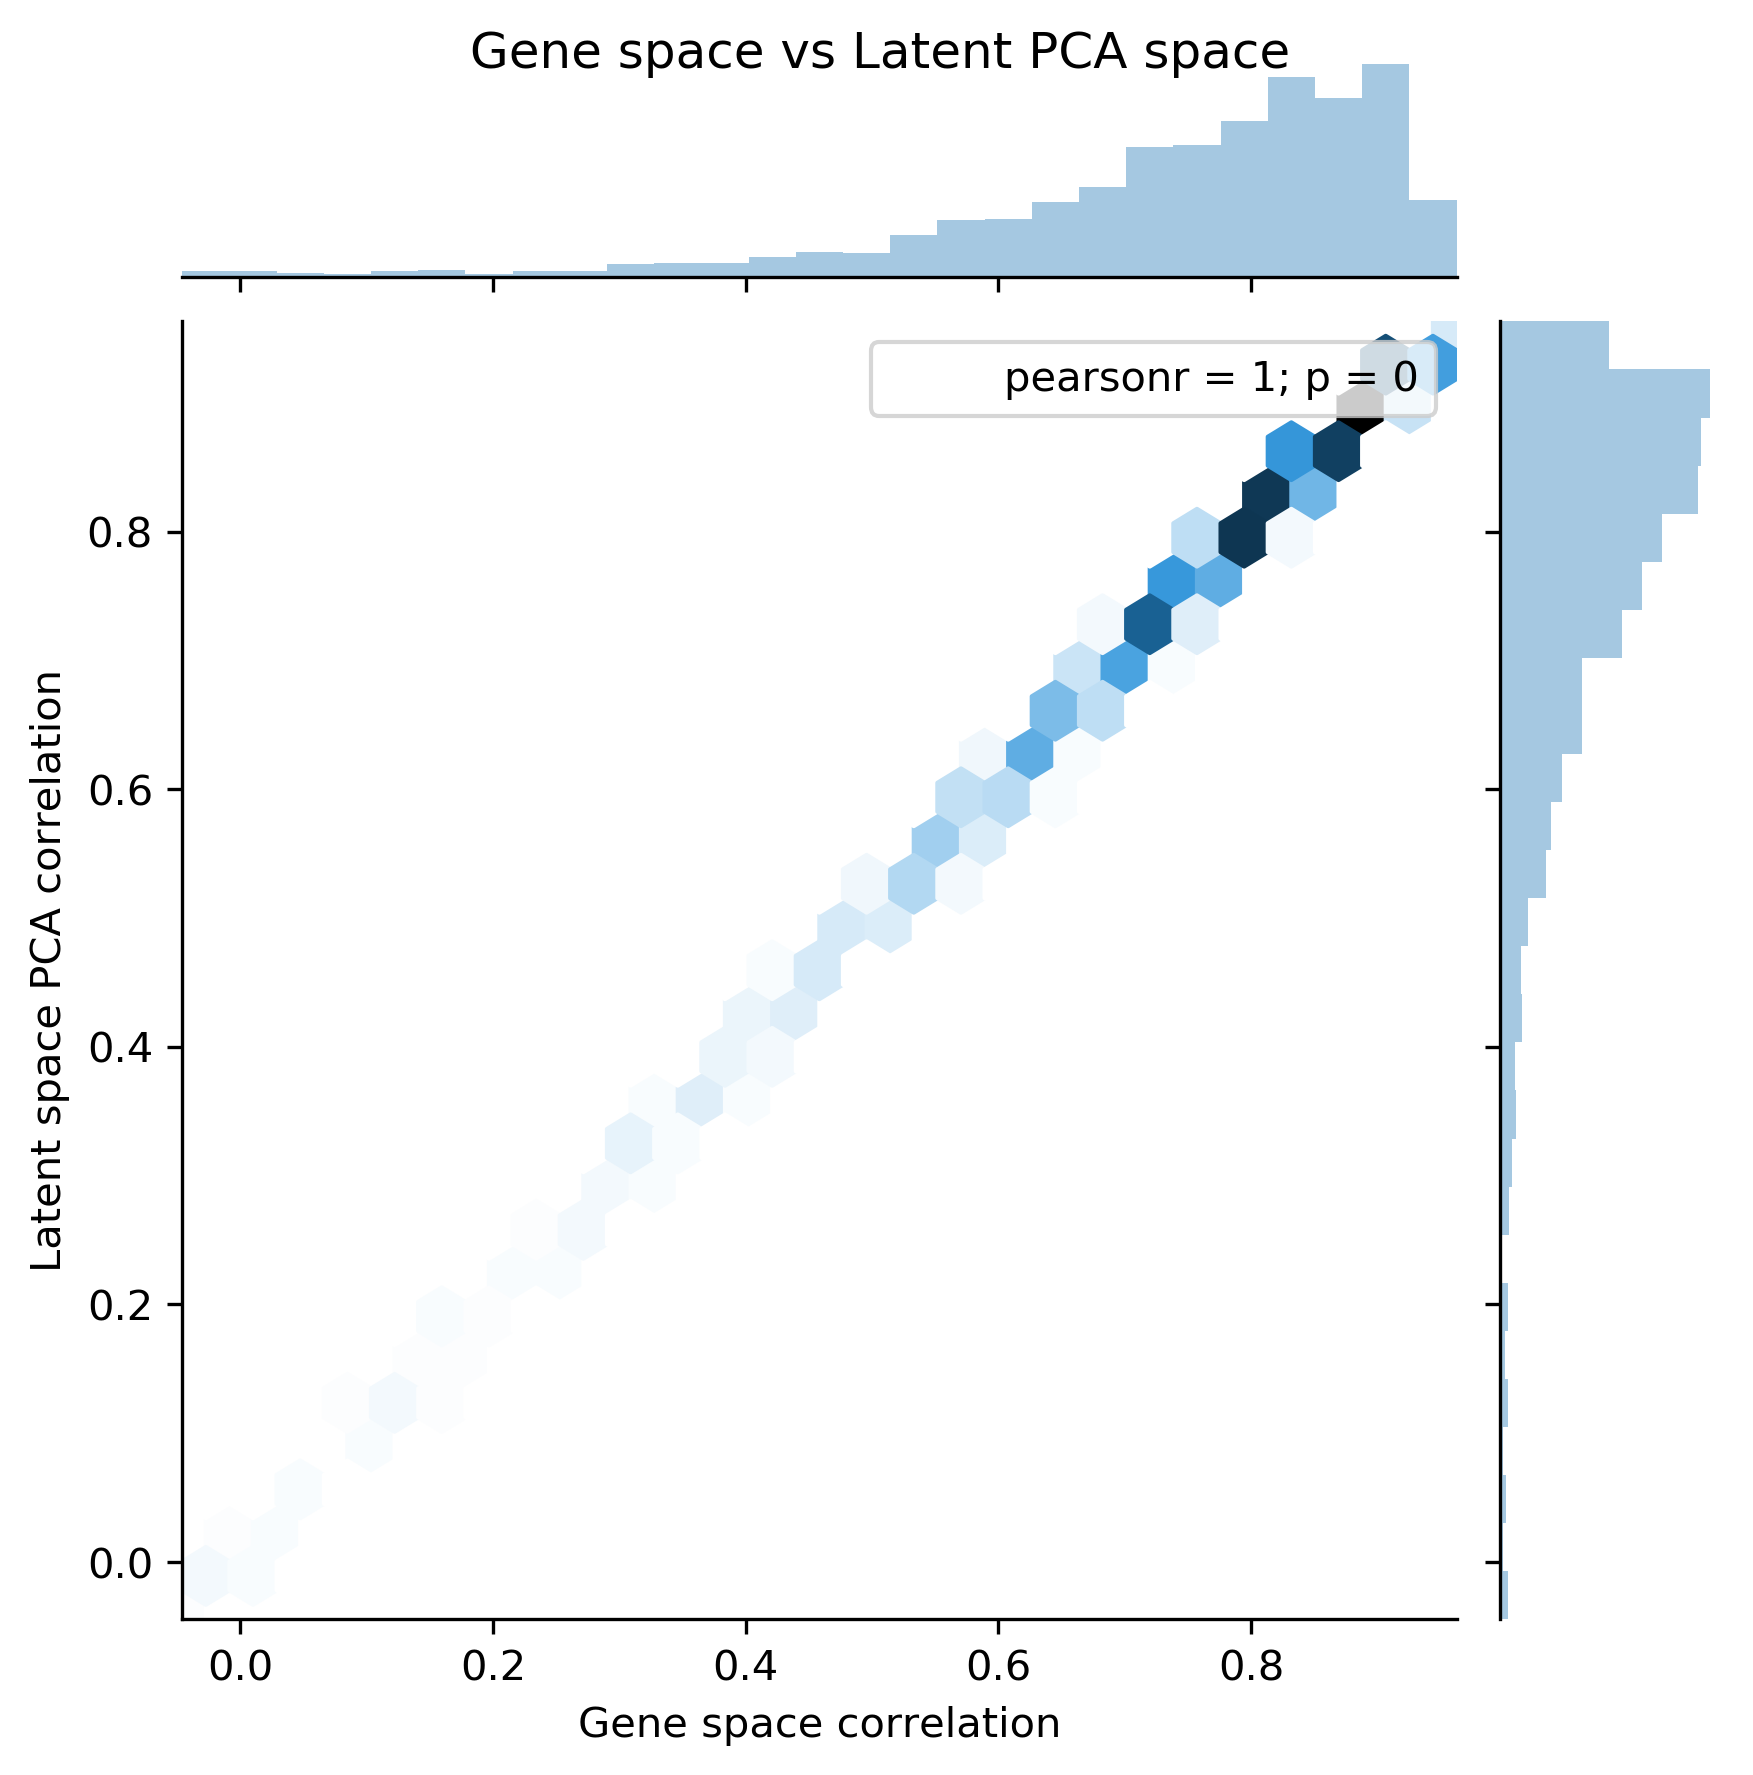 Gene space vs Latent PCA space
pearsonr = 1; p = 0
Latent space PCA correlation
0.8
0.6
0.4
0.2
0.0
0.0 0.2 0.4 0.6 0.8
Gene space correlation